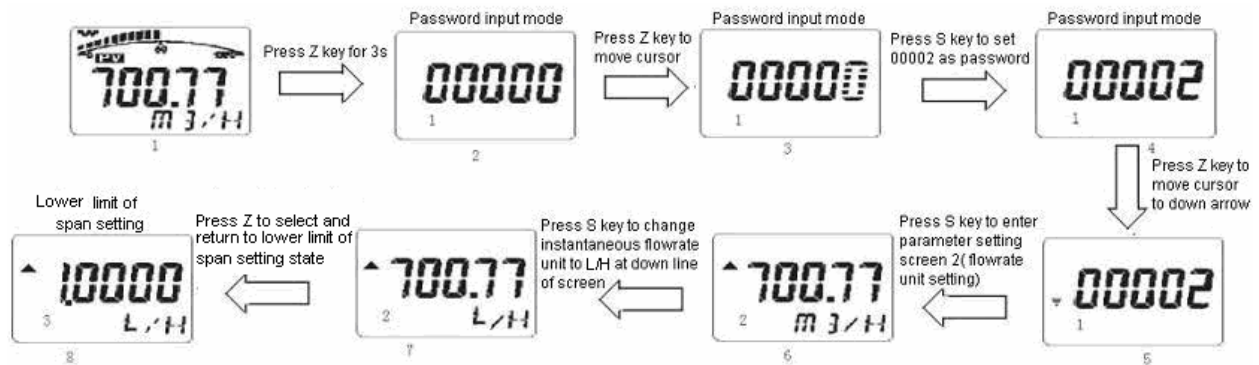 PV
700.77
m3/H
1
Press Z key for 3s
Password input mode
00000
1
2
Press Z key to
move cursor
Password input mode
00000
1
3
Press S key to set
00002 as password
Password input mode
00002
1
4
Press Z key to
move cursor
to down arrow
00002
1
5
Press S key to enter
parameter setting
screen 2( flowrate
unit setting)
700.77
2
m3/H
6
Press S key to change
instantaneous flowrate
unit to L/H at down line
of screen
700.77
2
L/H
7
Press Z to select and
return to lower limit of
span setting state
Lower limit of
span setting
1.0000
3
L/H
8